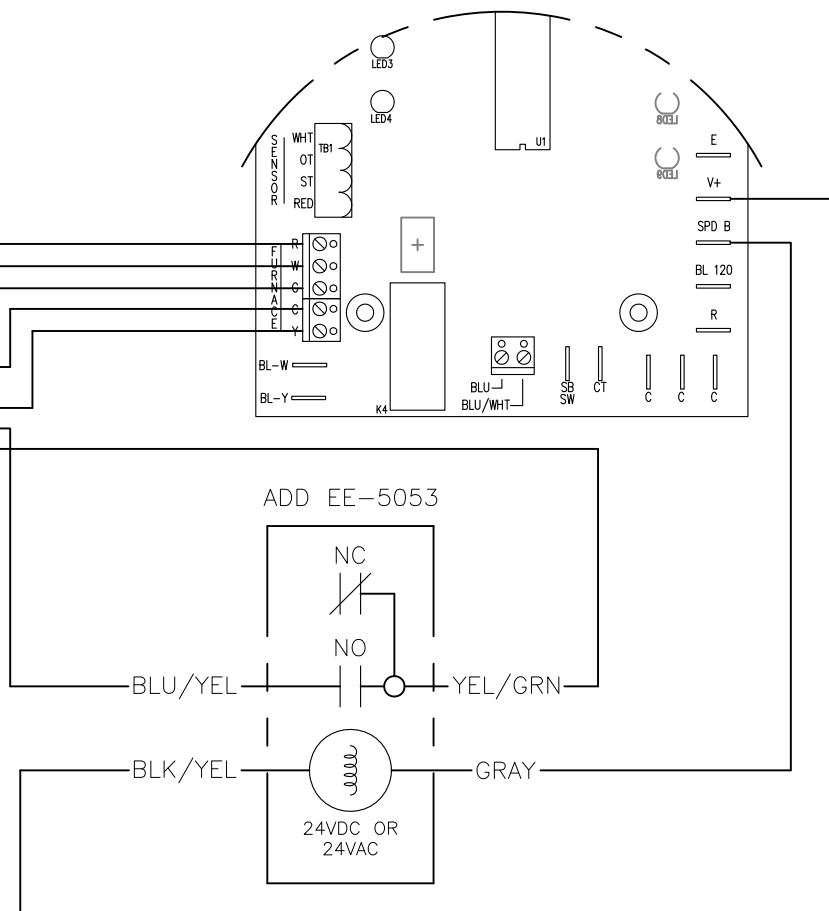 LED3
LED4
U1
LED8
LED9
SENSOR
WHT
OT
ST
RED
TB1
E
V+
SPD B
BL 120
R
FURNACE
R
W
G
C
Y
BL-W
BL-Y
K4
BLU
BLU/WHT
SB
SW
CT
C
C
C
ADD EE-5053
NC
NO
BLU/YEL
YEL/GRN
BLK/YEL
GRAY
24VDC OR
24VAC